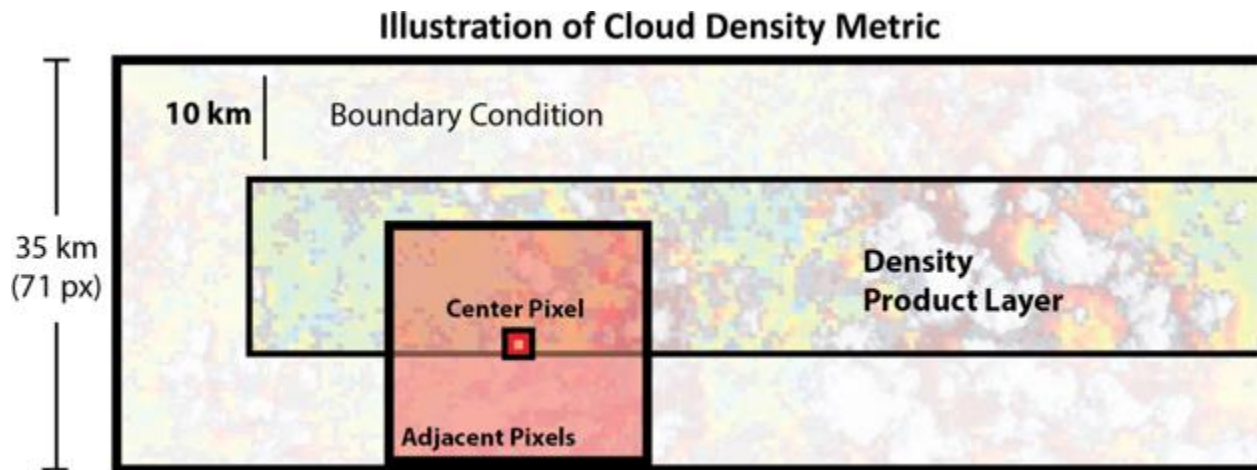 Illustration of Cloud Density Metric
10 km
Boundary Condition
35 km
(71 px)
Density
Product Layer
Center Pixel
Adjacent Pixels